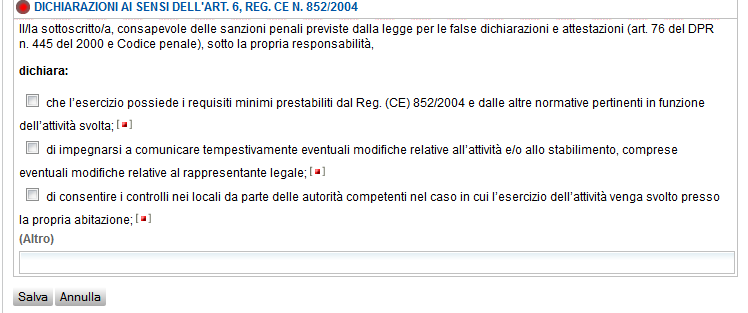 DICHIARAZIONI AI SENSI DELL'ART. 6, REG. CE N. 852/2004
Il/la sottoscritto/a, consapevole delle sanzioni penali previste dalla legge per le false dichiarazioni e attestazioni (art. 76 del DPR
n. 445 del 2000 e Codice penale), sotto la propria responsabilità,
dichiara:
che l'esercizio possiede i requisiti minimi prestabiliti dal Reg. (CE) 852/2004 e dalle altre normative pertinenti in funzione
dell'attività svolta; [ ]
di impegnarsi a comunicare tempestivamente eventuali modifiche relative all'attività e/o allo stabilimento, comprese
eventuali modifiche relative al rappresentante legale; [ ]
di consentire i controlli nei locali da parte delle autorità competenti nel caso in cui l'esercizio dell'attività venga svolto presso
la propria abitazione; [ ]
(Altro)
Salva Annulla